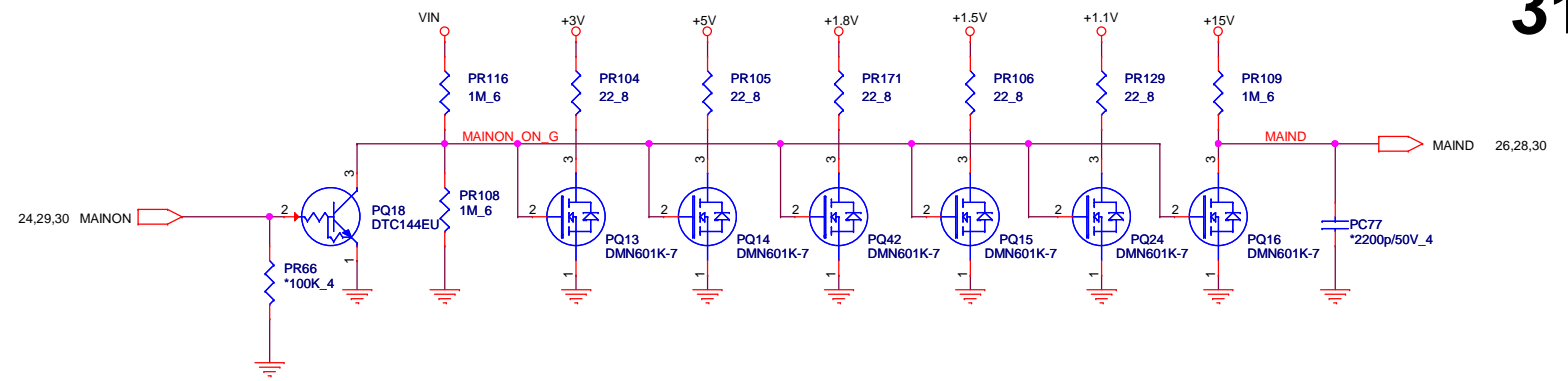 31
VIN +3V +5V +1.8V +1.5V +1.1V +15V
PR116 PR104 PR105 PR171 PR106 PR129 PR109
1M_6 22_8 22_8 22_8 22_8 22_8 1M_6
MAINON_ON_G MAIND MAIND 26,28,30
3 3 3 3 3 3 3
24,29,30 MAINON 2 PQ18 PR108 2 2 2 2 2 2
DTC144EU 1M_6 PC77
*2200p/50V_4
PQ13 PQ14 PQ42 PQ15 PQ24 PQ16
DMN601K-7 DMN601K-7 DMN601K-7 DMN601K-7 DMN601K-7 DMN601K-7
1 1 1 1 1 1 1
PR66
*100K_4